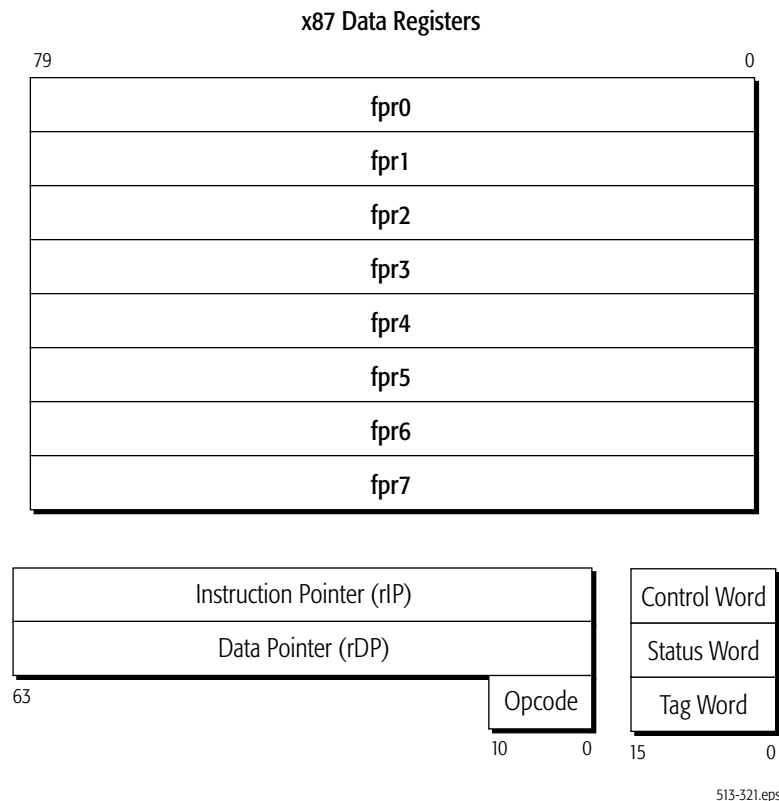 x87 Data Registers
79 0
fpr0
fpr1
fpr2
fpr3
fpr4
fpr5
fpr6
fpr7
Instruction Pointer (rIP) Control Word
Data Pointer (rDP) Status Word
63 Opcode Tag Word
10 0 15 0
513-321.eps